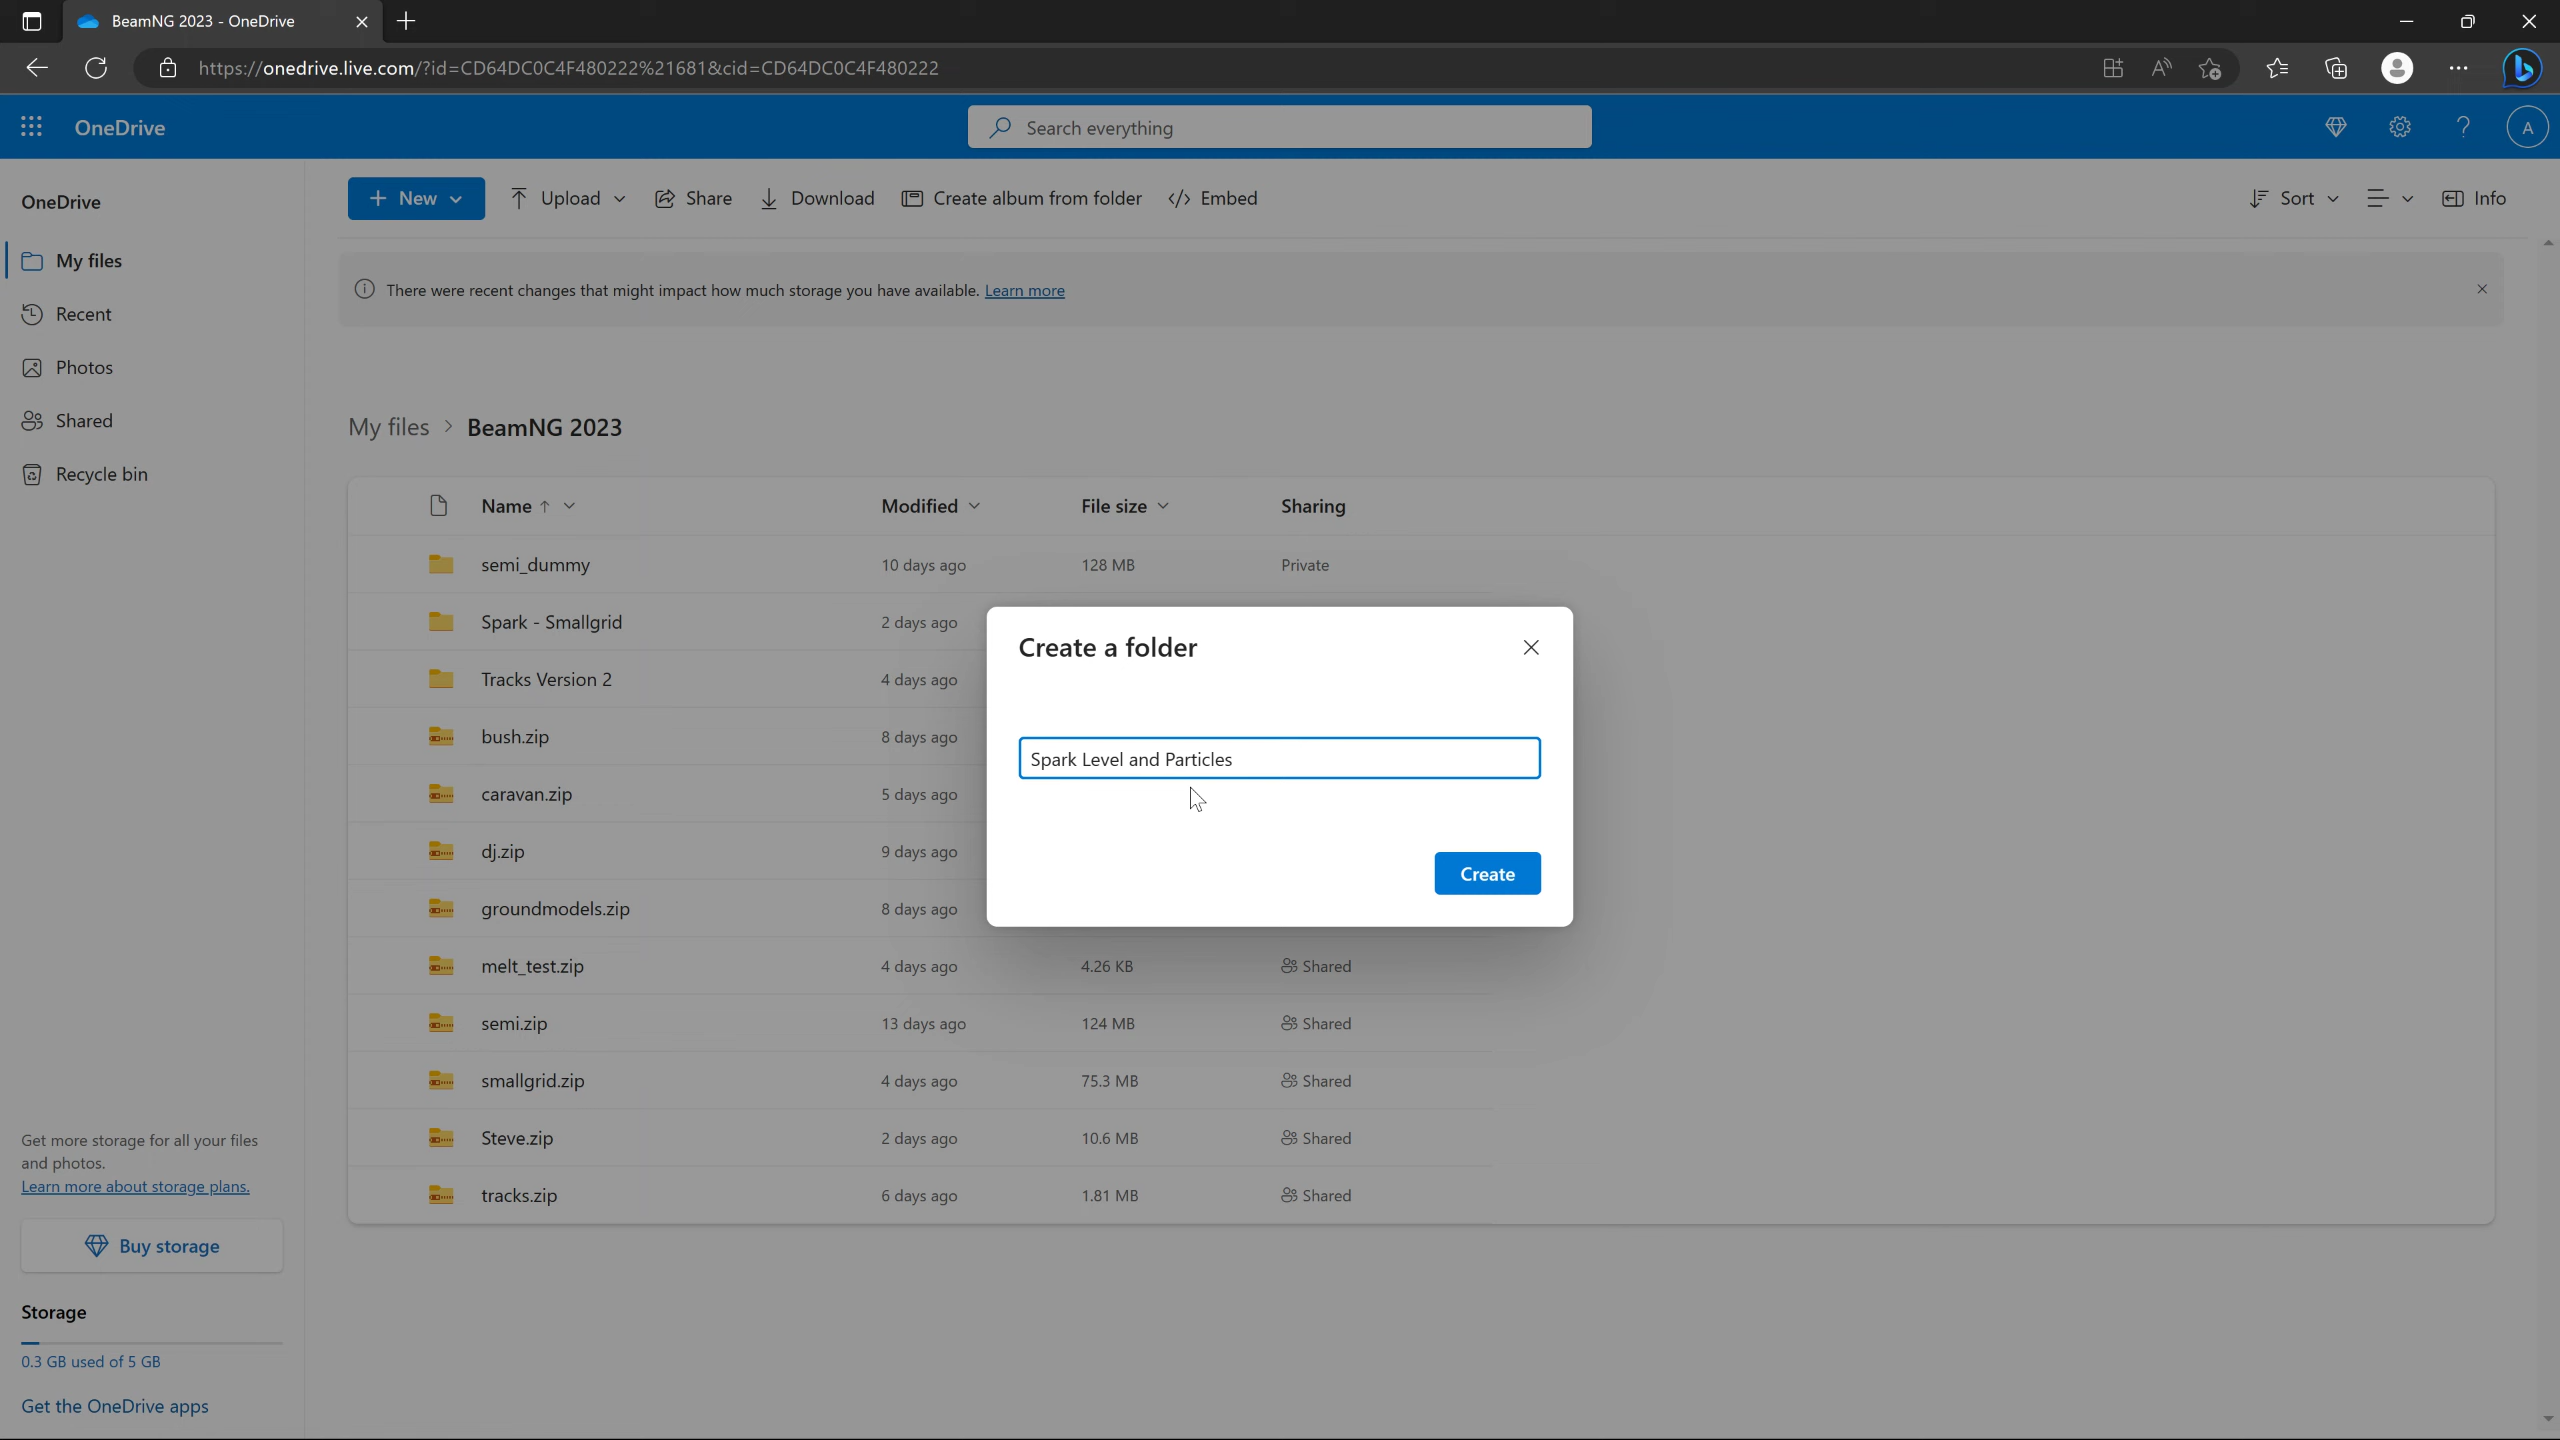 BeamNG 2023 - OneDrive
https://onedrive.live.com/?id=CD64DC0C4F480222%21681&cid=CD64DC0C4F480222
OneDrive
Search everything
A
OneDrive
My files
Recent
Photos
Shared
Recycle bin
New
Upload
Share
Download
Create album from folder
Embed
Sort
Info
There were recent changes that might impact how much storage you have available. Learn more
My files > BeamNG 2023
Name Modified File size Sharing
semi_dummy 10 days ago 128 MB Private
Spark - Smallgrid 2 days ago
Tracks Version 2 4 days ago
bush.zip 8 days ago
caravan.zip 5 days ago
dj.zip 9 days ago
groundmodels.zip 8 days ago
melt_test.zip 4 days ago 4.26 KB Shared
semi.zip 13 days ago 124 MB Shared
smallgrid.zip 4 days ago 75.3 MB Shared
Steve.zip 2 days ago 10.6 MB Shared
tracks.zip 6 days ago 1.81 MB Shared
Create a folder
Spark Level and Particles
Create
Get more storage for all your files
and photos.
Learn more about storage plans.
Buy storage
Storage
0.3 GB used of 5 GB
Get the OneDrive apps